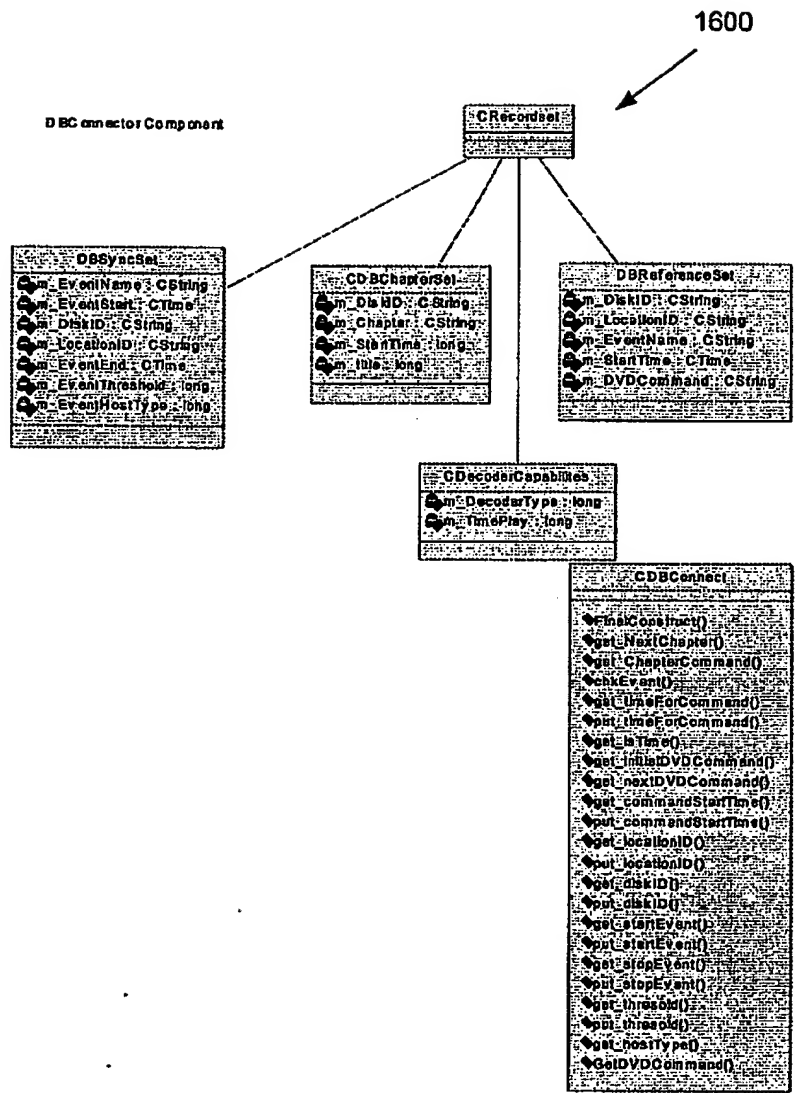 1600
DBConnector Component
CRecordset
DBSyncSet
m_EventName : CString
m_EventStart : CTime
m_DiskID : CString
m_LocationID : CString
m_EventEnd : CTime
m_EventThreshold : long
m_EventHostType : long
CDBChapterSet
m_DiskID : CString
m_Chapter : CString
m_StartTime : long
m_title : long
DBReferenceSet
m_DiskID : CString
m_LocationID : CString
m_EventName : CString
m_StartTime : CTime
m_DVDCommand : CString
CDecoderCapabilites
m_DecoderType : long
m_TimePlay : long
CDBConnect
FinalConstruct()
get_NextChapter()
get_ChapterCommand()
chkEvent()
get_timeForCommand()
put_timeForCommand()
get_isTime()
get_initialDVDCommand()
get_nextDVDCommand()
get_commandStartTime()
put_commandStartTime()
get_locationID()
put_locationID()
get_diskID()
put_diskID()
get_startEvent()
put_startEvent()
get_stopEvent()
put_stopEvent()
get_thresold()
put_thresold()
get_hostType()
GetDVDCommand()